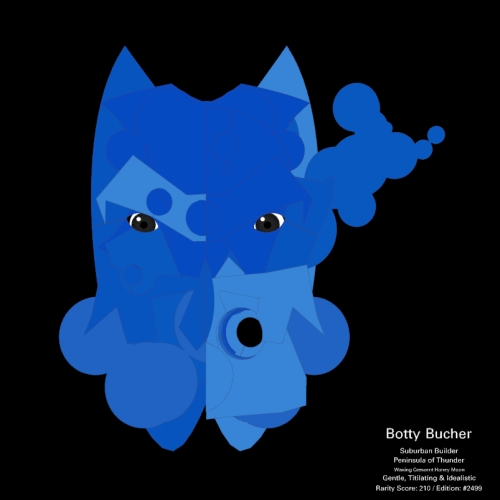 Botty Bucher
Suburban Builder
Peninsula of Thunder
Waxing Crescent Honey Moon
Gentle, Titilating & Idealistic
Rarity Score: 210 / Edition: #2499